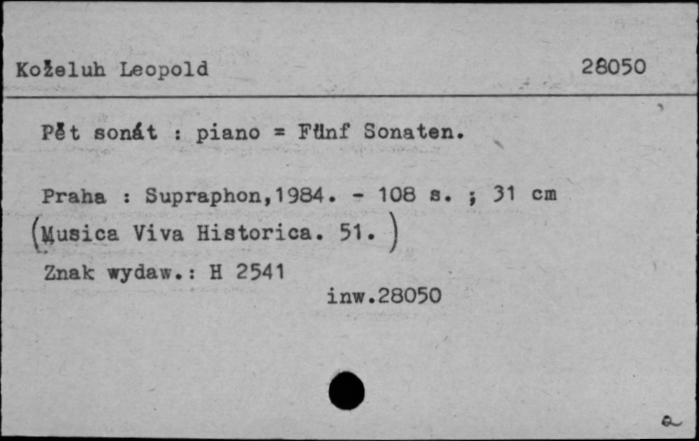 Koželuh Leopold 28050
Pět sonát : piano = Fünf Sonaten.
Praha : Supraphon,1984. - 108 s. ; 31 cm
(Musica Viva Historica. 51. )
Znak wydaw.: H 2541
inw.28050
a